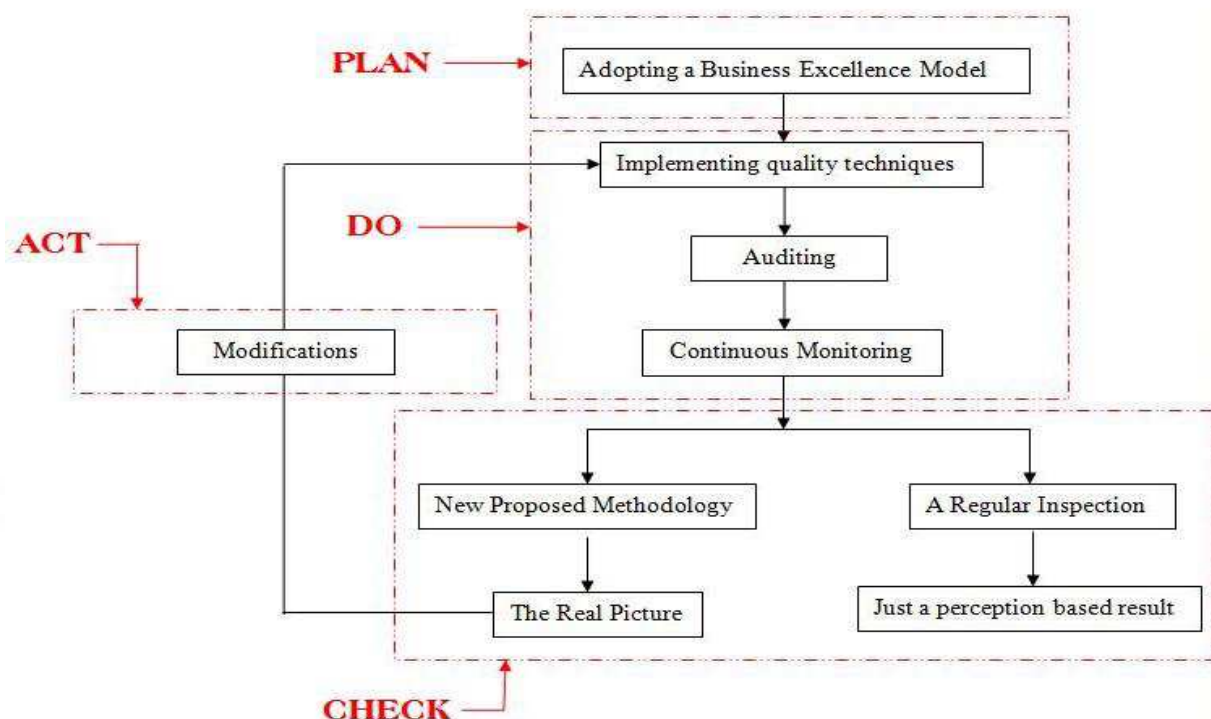 PLAN
Adopting a Business Excellence Model
Implementing quality techniques
DO
Auditing
ACT
Modifications
Continuous Monitoring
New Proposed Methodology
A Regular Inspection
The Real Picture
Just a perception based result
CHECK